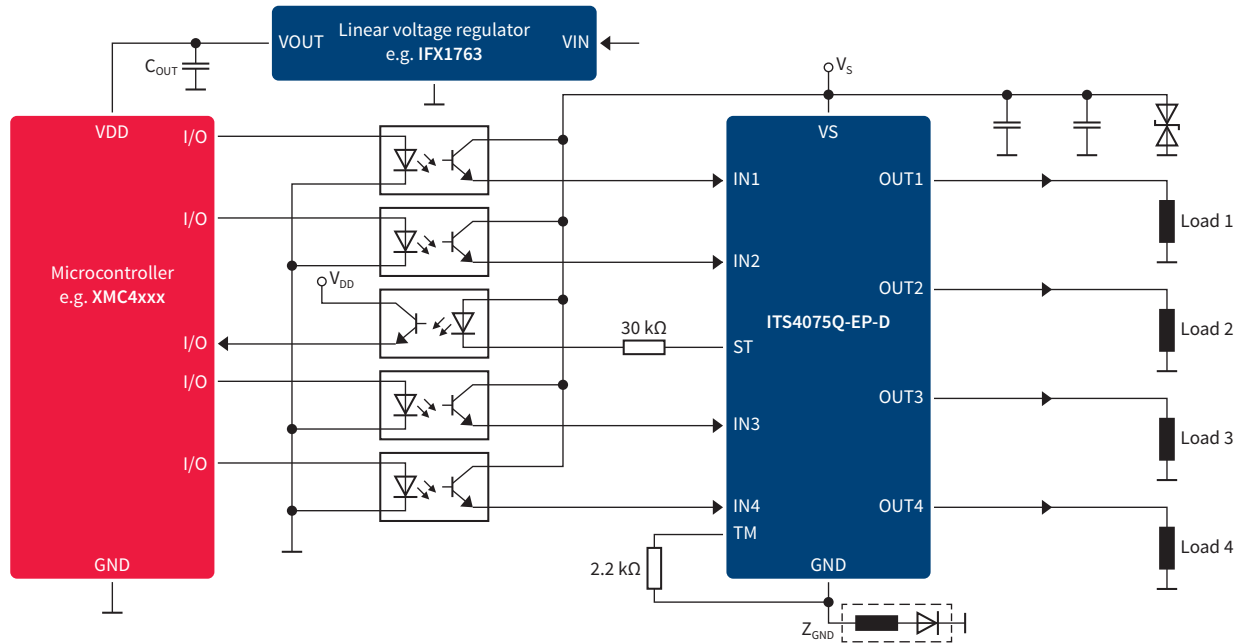 Linear voltage regulator
e.g. IFX1763
VOUT
VIN
COUT
VS
VDD
I/O
I/O
I/O
I/O
I/O
Microcontroller
e.g. XMC4xxx
GND
VDD
30 kΩ
2.2 kΩ
VS
IN1
IN2
ST
IN3
IN4
TM
GND
ITS4075Q-EP-D
OUT1
OUT2
OUT3
OUT4
Load 1
Load 2
Load 3
Load 4
ZGND